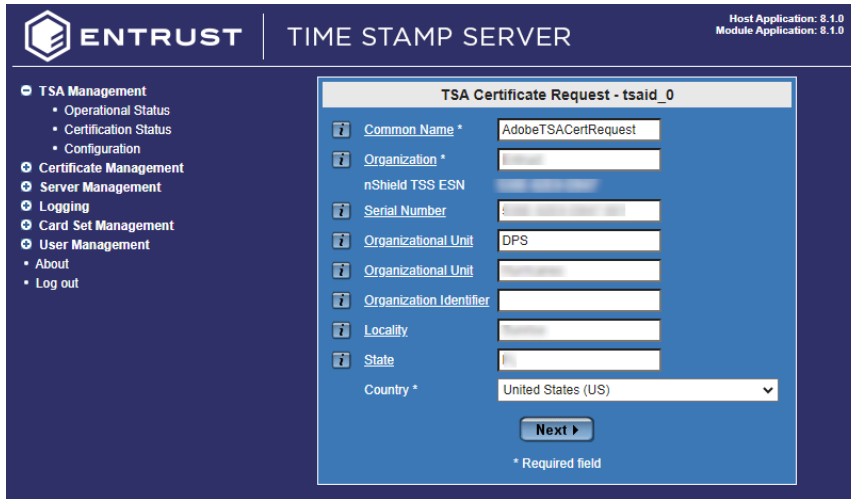 ENTRUST
TIME STAMP SERVER
Host Application: 8.1.0
Module Application: 8.1.0
TSA Management
• Operational Status
• Certification Status
• Configuration
Certificate Management
Server Management
Logging
Card Set Management
User Management
• About
• Log out
TSA Certificate Request - tsaid_0
Common Name * AdobeTSACertRequest
Organization *
nShield TSS ESN
Serial Number
Organizational Unit DPS
Organizational Unit
Organization Identifier
Locality
State
Country * United States (US)
Next
* Required field